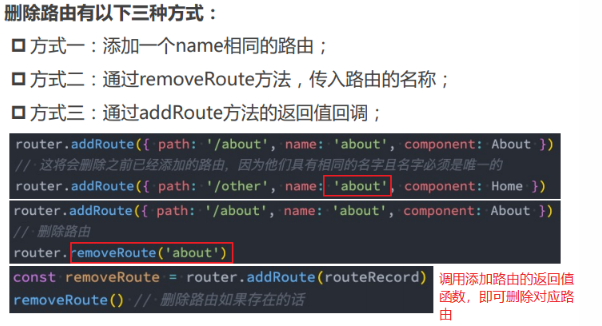 删除路由有以下三种方式：
方式一：添加一个name相同的路由；
方式二：通过removeRoute方法，传入路由的名称；
方式三：通过addRoute方法的返回值回调；
router.addRoute({ path: '/about', name: 'about', component: About })
// 这将会删除之前已经添加的路由，因为他们具有相同的名字且名字必须是唯一的
router.addRoute({ path: '/other', name: 'about', component: Home })
router.addRoute({ path: '/about', name: 'about', component: About })
// 删除路由
router.removeRoute('about')
const removeRoute = router.addRoute(routeRecord)
removeRoute() // 删除路由如果存在的话
调用添加路由的返回值
函数，即可删除对应路
由